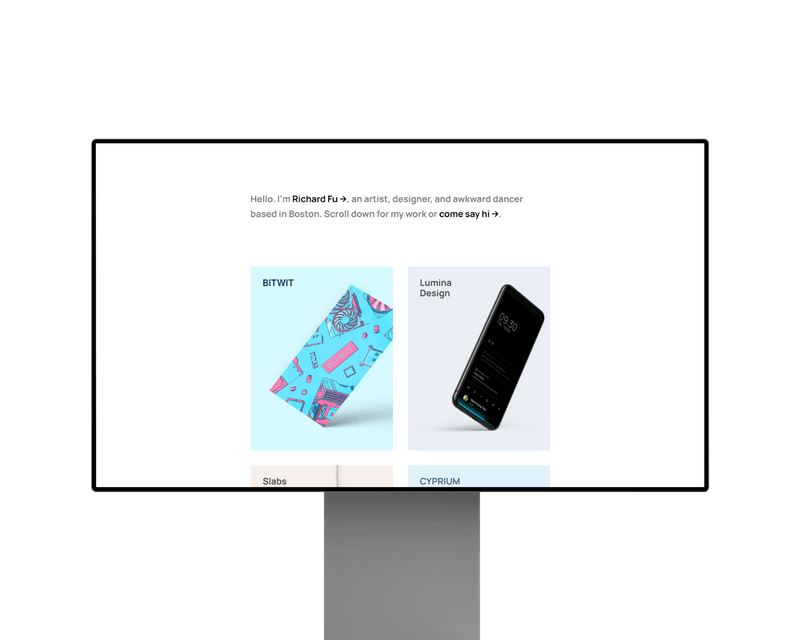 Hello. I'm Richard Fu →, an artist, designer, and awkward dancer
based in Boston. Scroll down for my work or come say hi →.
BITWIT
Lumina
Design
09:30
Slabs
CYPRIUM